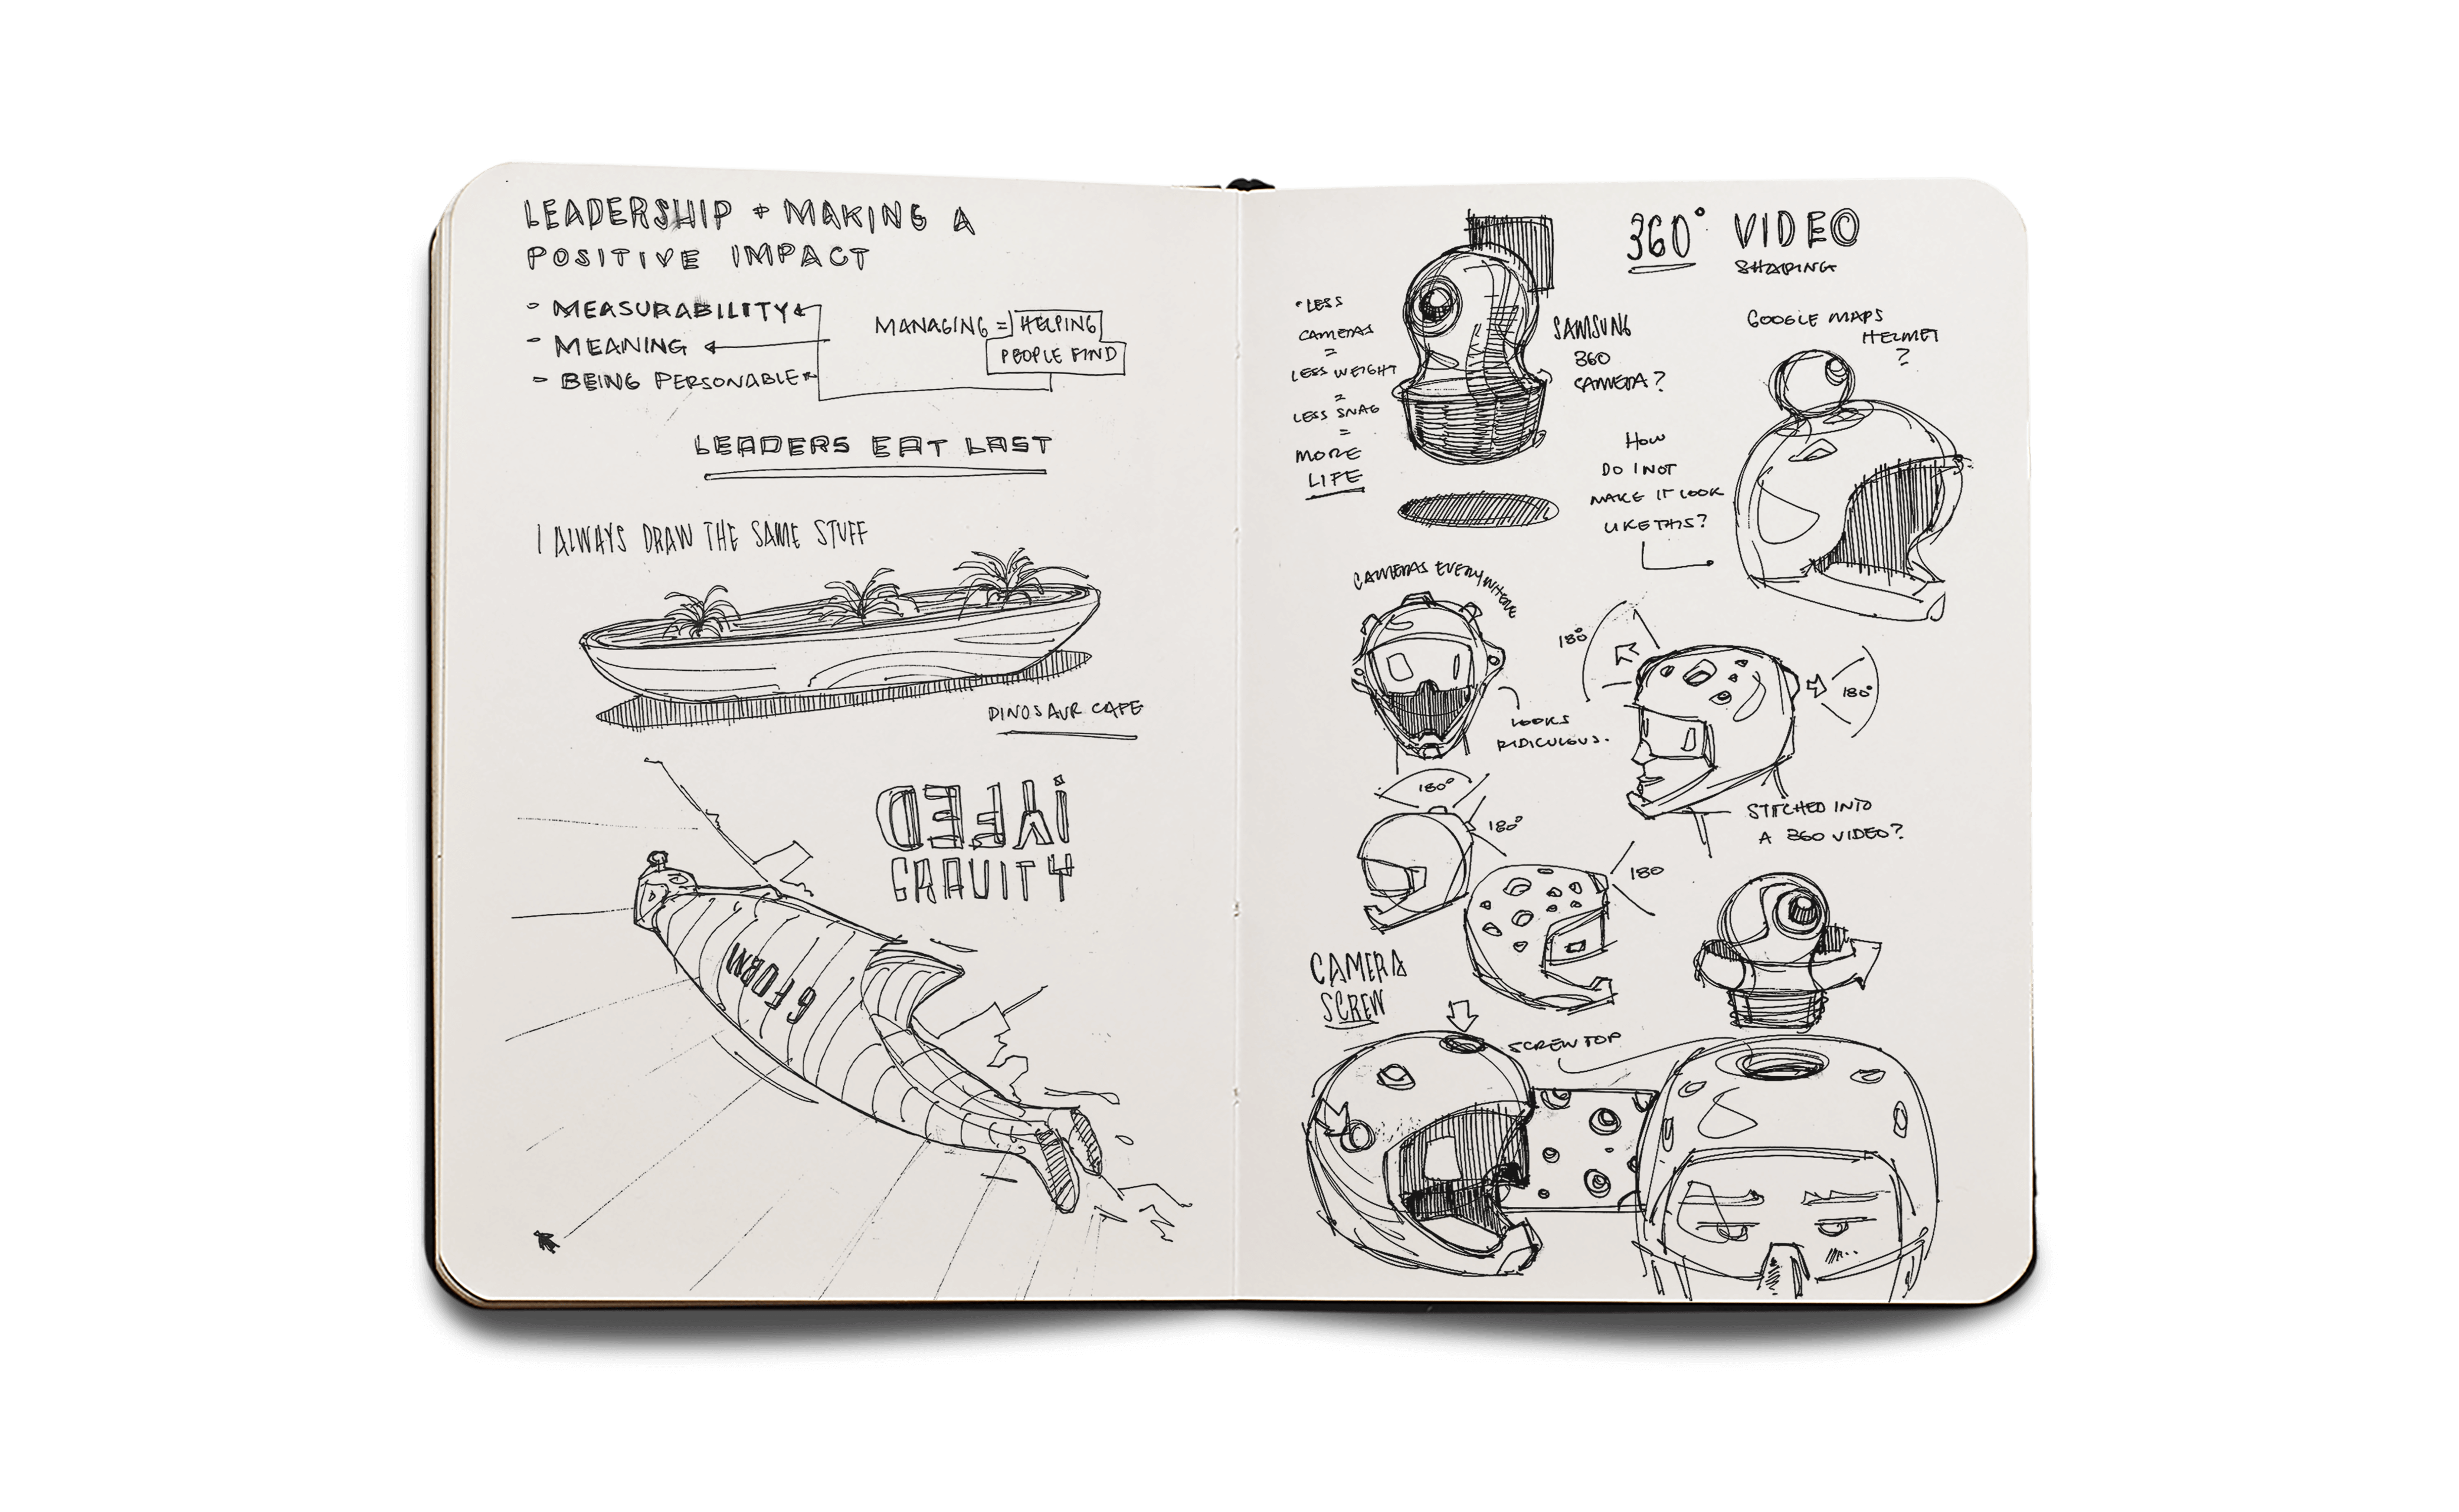 LEADERSHIP + MAKING A
POSITIVE IMPACT
- MEASURABILITY
- MEANING
- BEING PERSONABLE
MANAGING = HELPING
PEOPLE FIND
LEADERS EAT LAST
I ALWAYS DRAW THE SAME STUFF
DINOSAUR CAFE
DEFY
GRAVITY
6 FORM
360° VIDEO
SHARING
• LESS
CAMERAS
=
LESS WEIGHT
=
LESS SNAG
=
MORE
LIFE
SAMSUNG
360
CAMERA?
GOOGLE MAPS
HELMET
?
HOW
DO I NOT
MAKE IT LOOK
LIKE THIS?
CAMERAS EVERYWHERE
LOOKS
RIDICULOUS.
180°
180°
STITCHED INTO
A 360 VIDEO?
180°
180°
180
CAMERA
SCREW
SCREW TOP